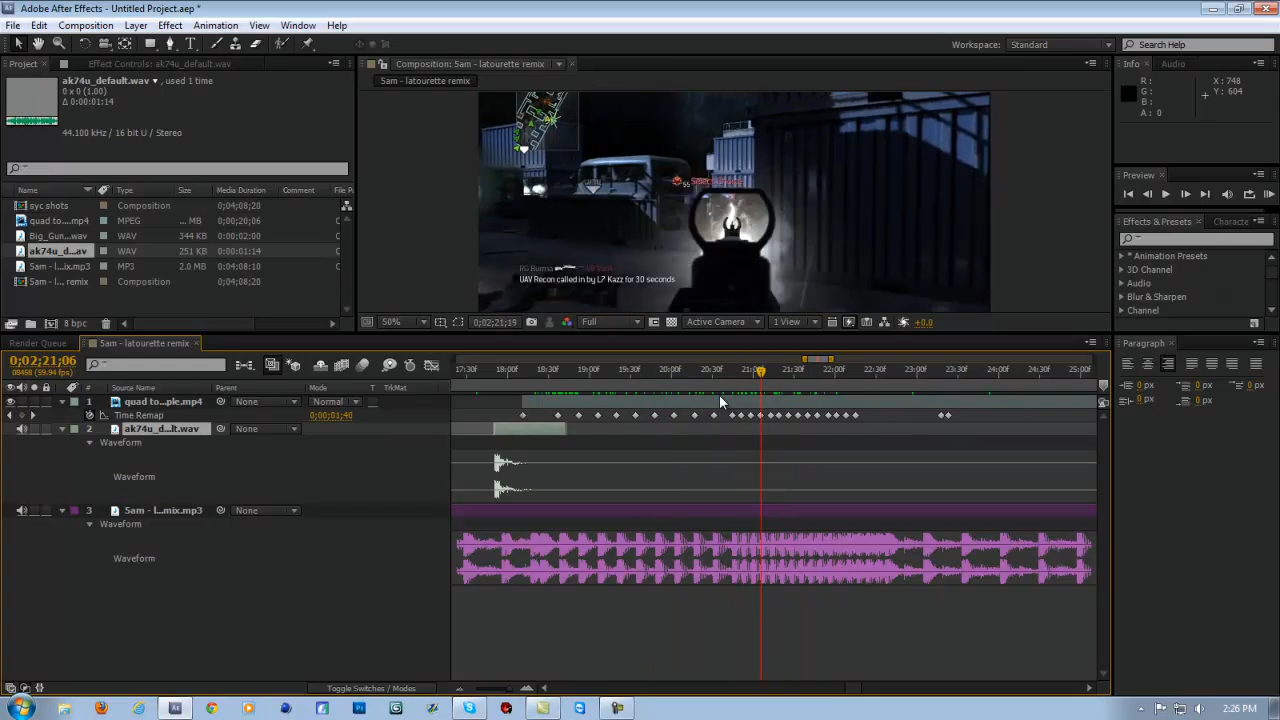 Adobe After Effects - Untitled Project.aep *
File Edit Composition Layer Effect Animation View Window Help
Workspace: Standard Search Help
Project Effect Controls: ak74u_default.wav
Composition: 5am - latourette remix
Info Audio
ak74u_default.wav, used 1 time
0 x 0 (1.00)
Δ 0:00:01:14
44.100 kHz / 16 bit U / Stereo
5am - latourette remix
R :
G :
B :
A : 0
X : 748
Y : 604
Preview
Name Type Size Media Duration Comment File P
syc shots Composition 0;04;08;20
quad to....mp4 MPEG ... MB 0;00;20;06
Big_Gun...wav WAV 344 KB 0:00:02:00
ak74u_d...av WAV 251 KB 0:00:01:14
5am - l...ix.mp3 MP3 2.0 MB 0:04:08:10
5am - l... remix Composition 0;04;08;20
UAV Recon called in by L7 Kazz for 30 seconds
Effects & Presets Characte
* Animation Presets
3D Channel
Audio
Blur & Sharpen
Channel
8 bpc
50% 0;02;21;19 Full Active Camera 1 View +0.0
Render Queue 5am - latourette remix
Paragraph
0;02;21;06
08458 (59.94 fps)
17:30f 18:00f 18:30f 19:00f 19:30f 20:00f 20:30f 21:00f 21:30f 22:00f 22:30f 23:00f 23:30f 24:00f 24:30f 25:00f
# Source Name Parent Mode T TrkMat
1 quad to...ple.mp4 None Normal
Time Remap 0;00;01;40
2 ak74u_d...lt.wav None
Waveform
Waveform
3 5am - l...mix.mp3 None
Waveform
Waveform
0 px 0 px
0 px 0 px
0 px
Toggle Switches / Modes
2:26 PM